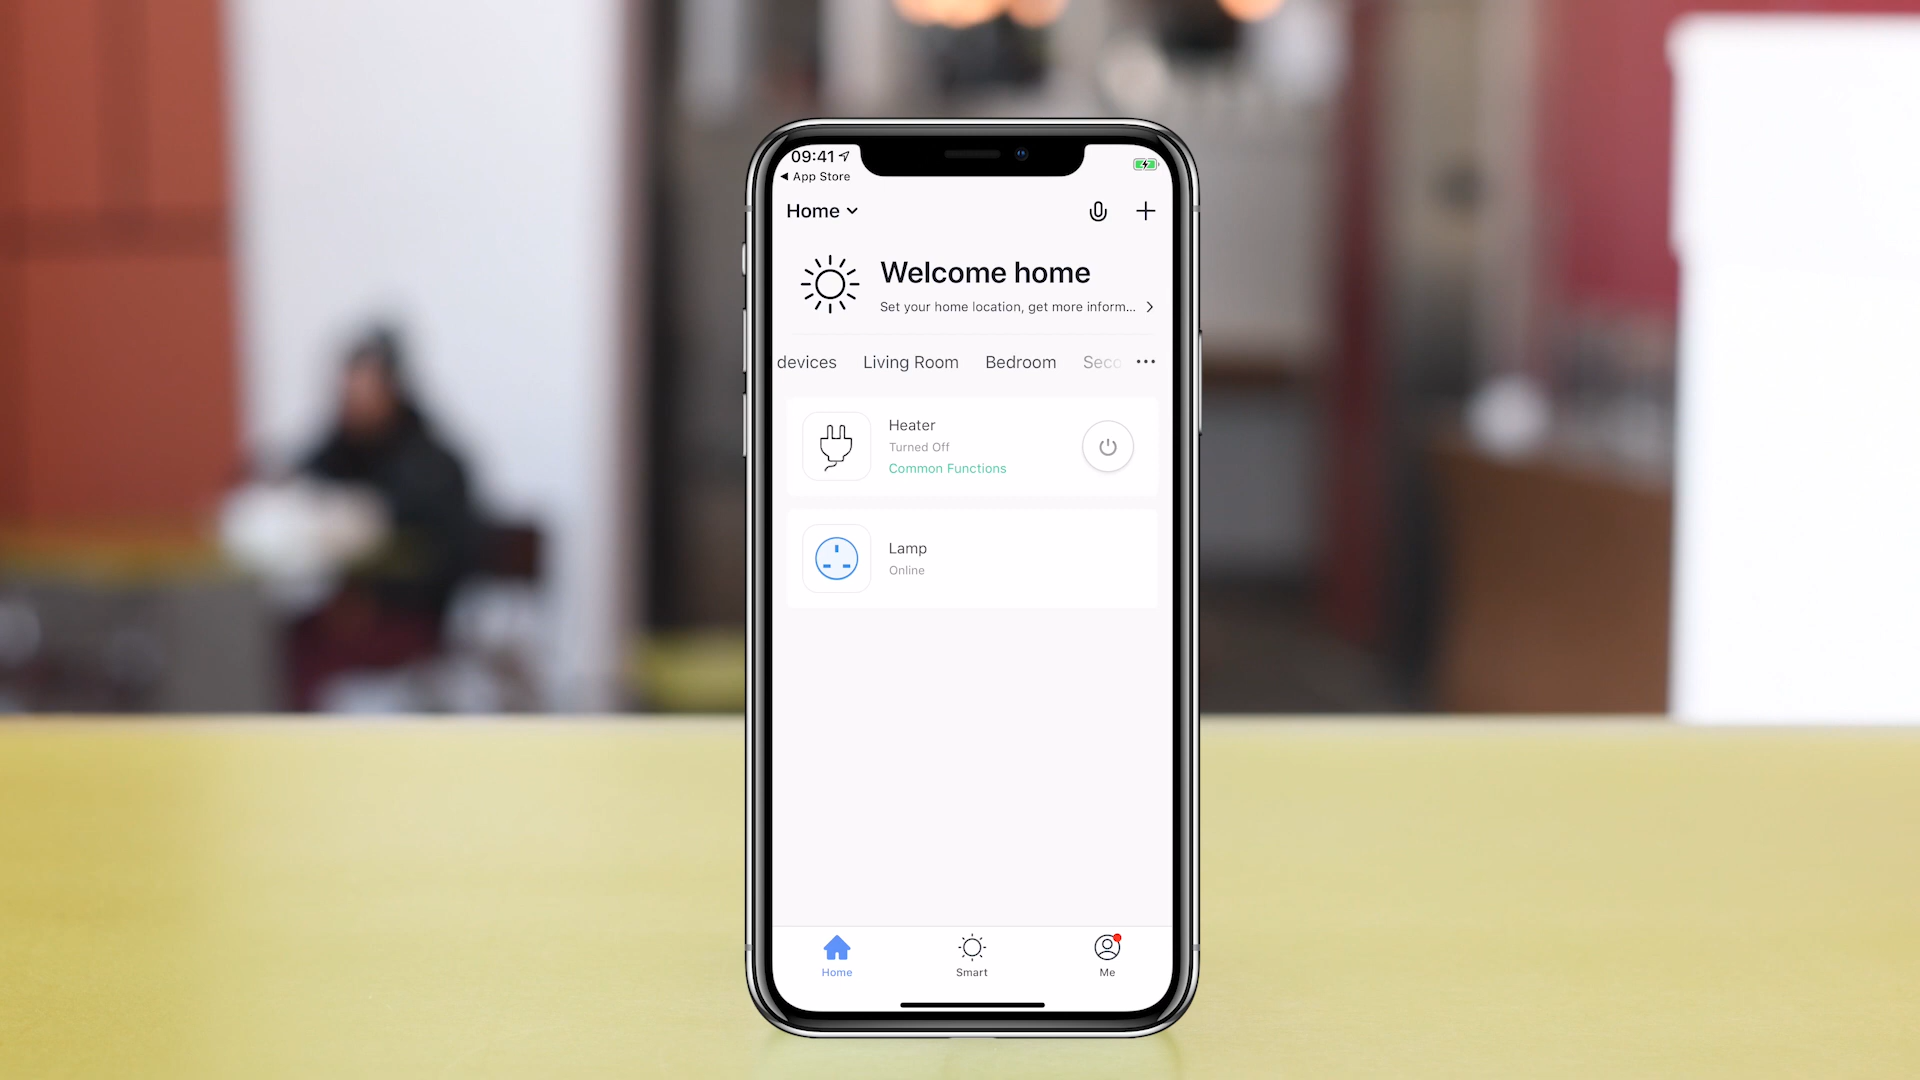 09:41
App Store
Home
Welcome home
Set your home location, get more inform...
devices Living Room Bedroom Seco
Heater
Turned Off
Common Functions
Lamp
Online
Home Smart Me